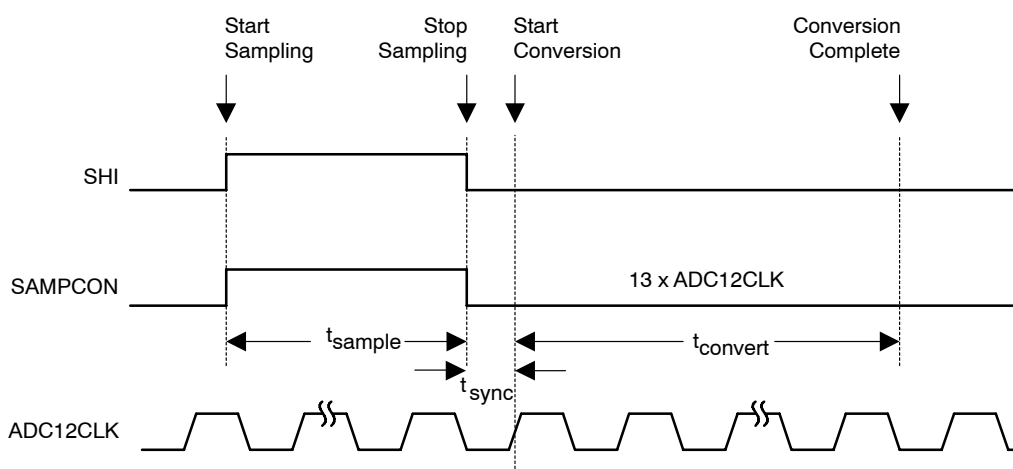 Start
Sampling
Stop
Sampling
Start
Conversion
Conversion
Complete
SHI
SAMPCON
13 x ADC12CLK
tsample
tconvert
tsync
ADC12CLK